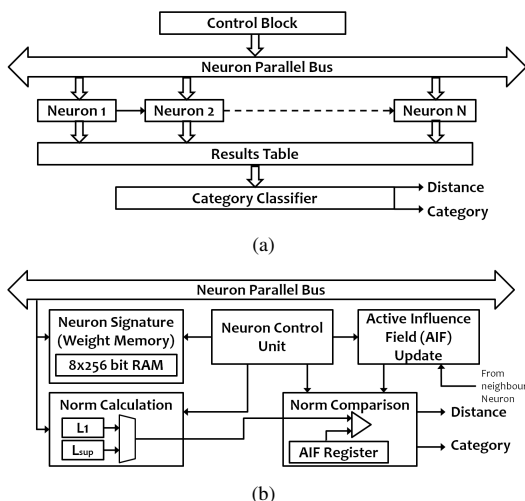 Control Block
Neuron Parallel Bus
Neuron 1
Neuron 2
Neuron N
Results Table
Category Classifier
Distance
Category
(a)
Neuron Parallel Bus
Neuron Signature
(Weight Memory)
8x256 bit RAM
Neuron Control
Unit
Active Influence
Field (AIF)
Update
From
neighbour
Neuron
Norm Calculation
L1
Lsup
Norm Comparison
AIF Register
Distance
Category
(b)